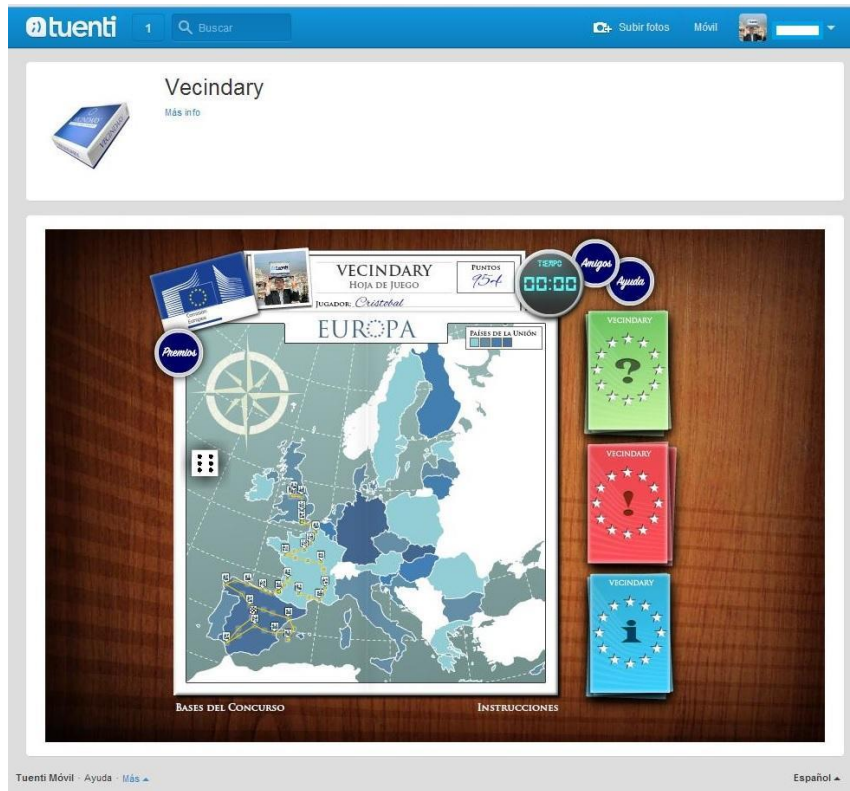 tuenti
1
Buscar
Subir fotos
Móvil
Vecindary
Más info
Comisión
Europea
VECINDARY
HOJA DE JUEGO
JUGADOR: Cristobal
PUNTOS
954
TIEMPO
00:00
Amigos
Ayuda
Premios
EUROPA
PAÍSES DE LA UNIÓN
VECINDARY
?
VECINDARY
!
VECINDARY
i
BASES DEL CONCURSO
INSTRUCCIONES
Tuenti Móvil · Ayuda · Más
Español